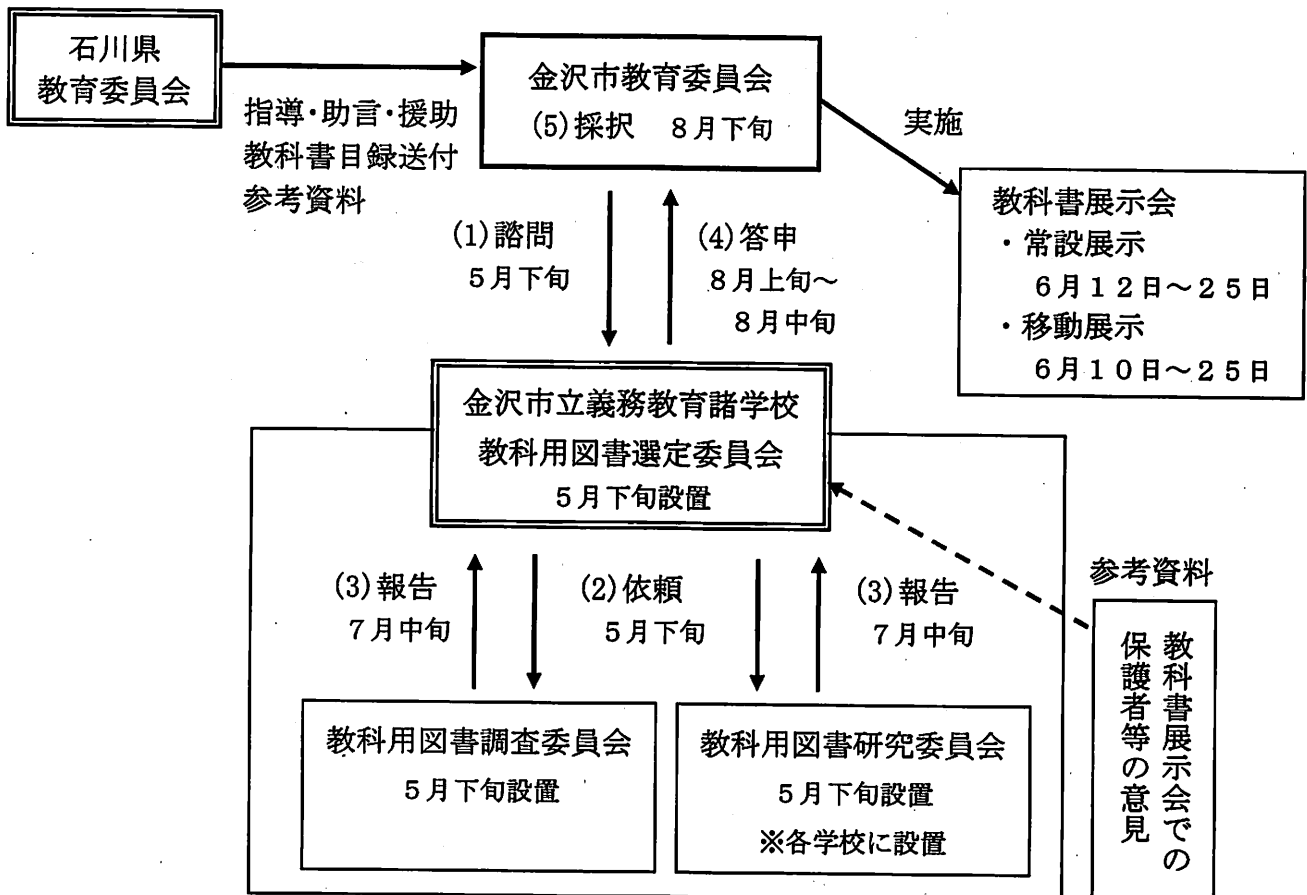 石川県
教育委員会
指導・助言・援助
教科書目録送付
参考資料
金沢市教育委員会
(5)採択 8月下旬
実施
教科書展示会
・常設展示
6月12日~25日
・移動展示
6月10日~25日
(1)諮問
5月下旬
(4)答申
8月上旬~
8月中旬
金沢市立義務教育諸学校
教科用図書選定委員会
5月下旬設置
(3)報告
7月中旬
(2)依頼
5月下旬
(3)報告
7月中旬
参考資料
教科書展示会での
保護者等の意見
教科用図書調査委員会
5月下旬設置
教科用図書研究委員会
5月下旬設置
※各学校に設置